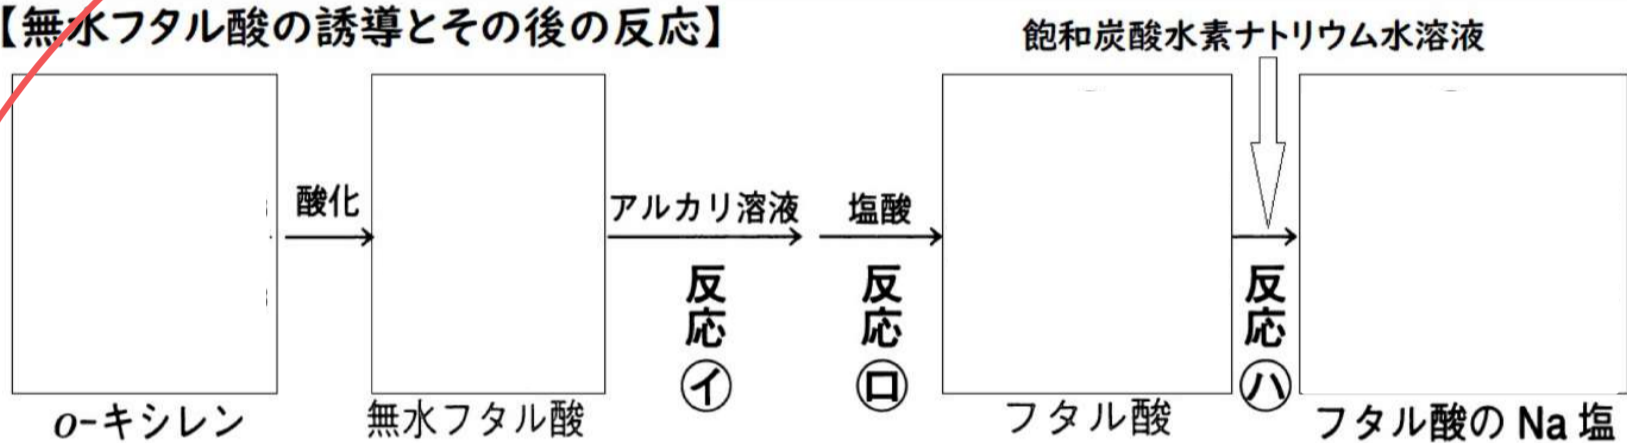 【無水フタル酸の誘導とその後の反応】
飽和炭酸水素ナトリウム水溶液
酸化
アルカリ溶液
塩酸
反応㋑
反応㋺
反応㋩
o-キシレン
無水フタル酸
フタル酸
フタル酸の Na 塩